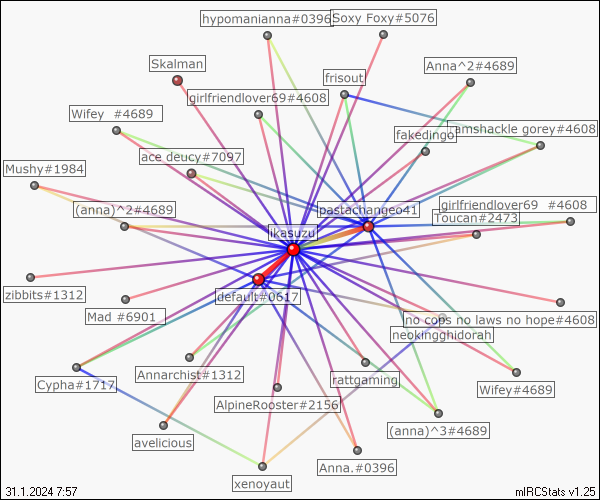 hypomanianna#0396
Soxy Foxy#5076
Skalman
frisout
Anna^2#4689
girlfriendlover69#4608
Wifey #4689
fakedingo
amshackle gorey#4608
ace deucy#7097
Mushy#1984
(anna)^2#4689
pastachangeo41
girlfriendlover69 #4608
Toucan#2473
ikasuzu
zibbits#1312
default#0617
Mad #6901
no cops no laws no hope#4608
neokingghidorah
Annarchist#1312
rattgaming
Cypha#1717
Wifey#4689
AlpineRooster#2156
(anna)^3#4689
avelicious
Anna.#0396
xenoyaut
31.1.2024 7:57
mIRCStats v1.25